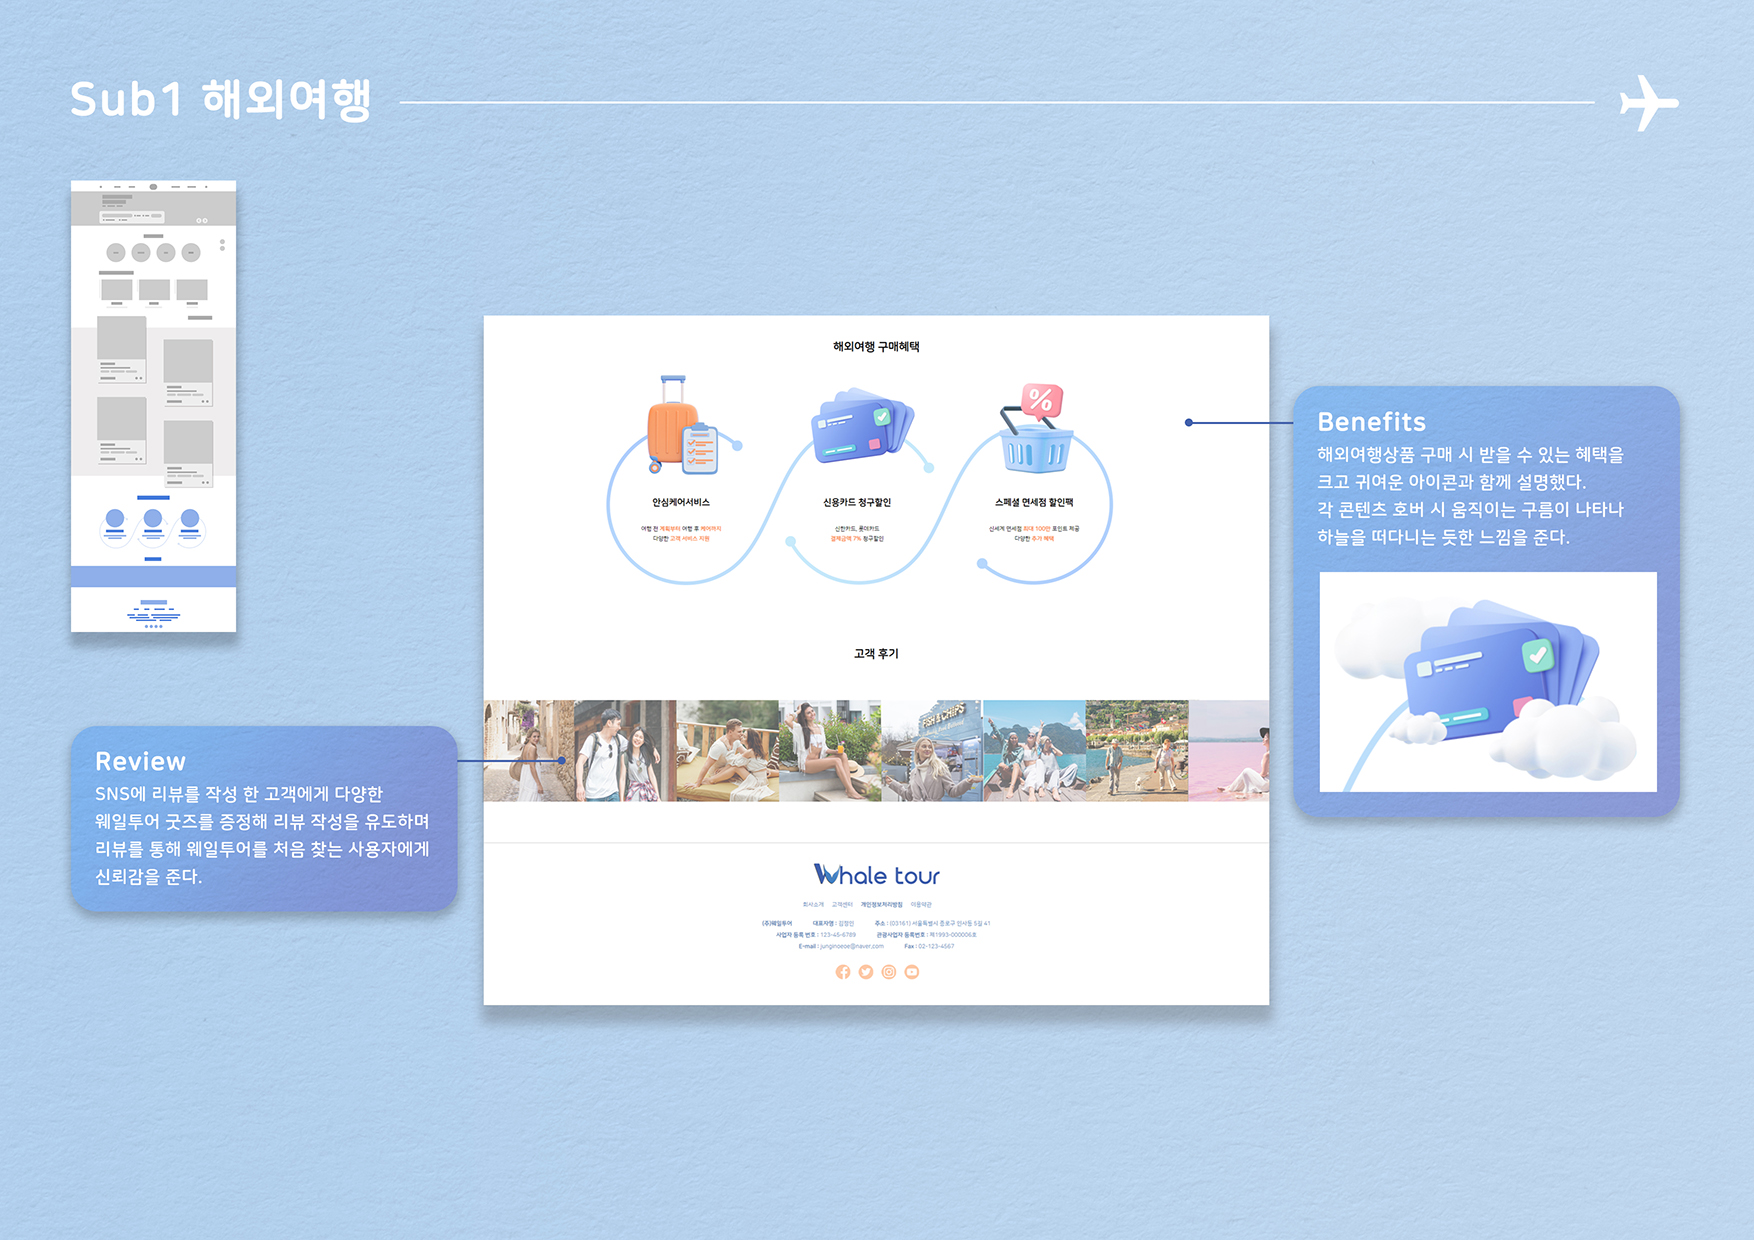 Sub1 해외여행
해외여행 구매혜택
안심케어서비스
여행 전 계획부터 여행 후 케어까지
다양한 고객 서비스 지원
신용카드 청구할인
신한카드, 롯데카드
결제금액 7% 청구할인
%
스페셜 면세점 할인팩
신세계 면세점 최대 100만 포인트 제공
다양한 추가 혜택
Benefits
해외여행상품 구매 시 받을 수 있는 혜택을
크고 귀여운 아이콘과 함께 설명했다.
각 콘텐츠 호버 시 움직이는 구름이 나타나
하늘을 떠다니는 듯한 느낌을 준다.
고객 후기
FISH & CHIPS
Review
SNS에 리뷰를 작성 한 고객에게 다양한
웨일투어 굿즈를 증정해 리뷰 작성을 유도하며
리뷰를 통해 웨일투어를 처음 찾는 사용자에게
신뢰감을 준다.
Whale tour
회사소개 고객센터 개인정보처리방침 이용약관
(주)웨일투어 대표자명 : 김정인 주소 : (03161) 서울특별시 종로구 인사동 5길 41
사업자 등록 번호 : 123-45-6789 관광사업자 등록번호 : 제1993-000006호
E-mail : junginoeoe@naver.com Fax : 02-123-4567